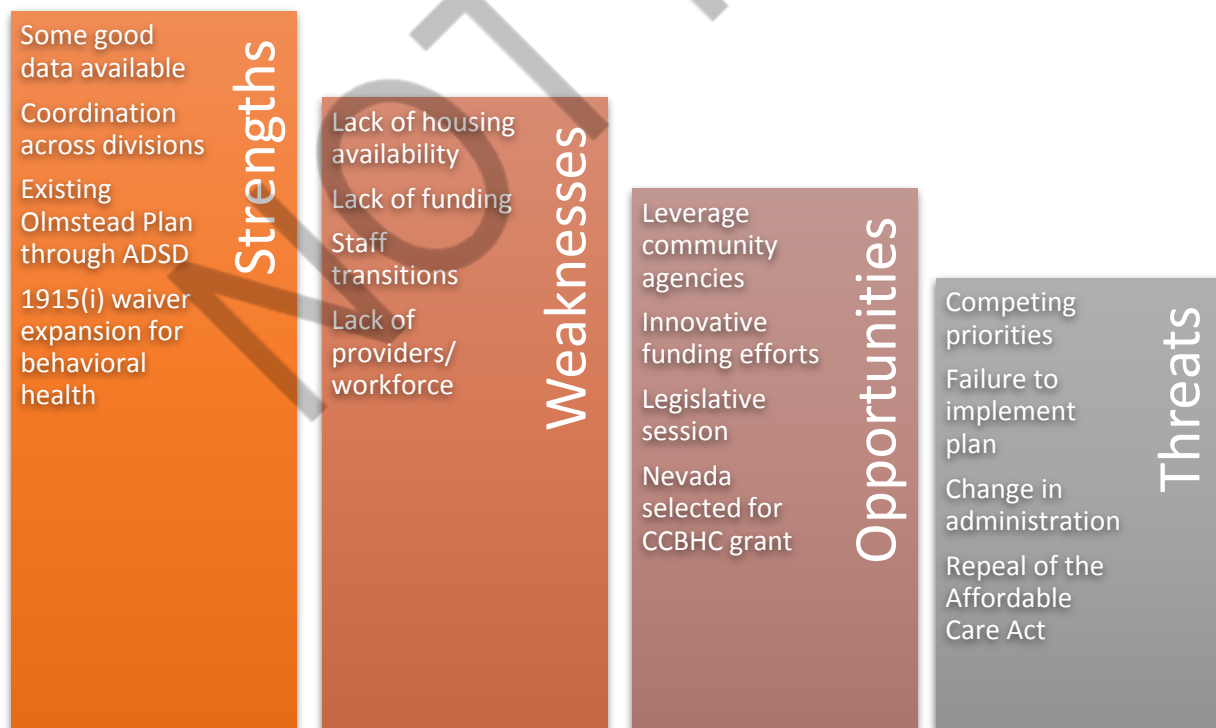 Strengths
Some good
data available
Coordination
across divisions
Existing
Olmstead Plan
through ADSD
1915(i) waiver
expansion for
behavioral
health
Weaknesses
Lack of housing
availability
Lack of funding
Staff
transitions
Lack of
providers/
workforce
Opportunities
Leverage
community
agencies
Innovative
funding efforts
Legislative
session
Nevada
selected for
CCBHC grant
Threats
Competing
priorities
Failure to
implement
plan
Change in
administration
Repeal of the
Affordable
Care Act
NOT